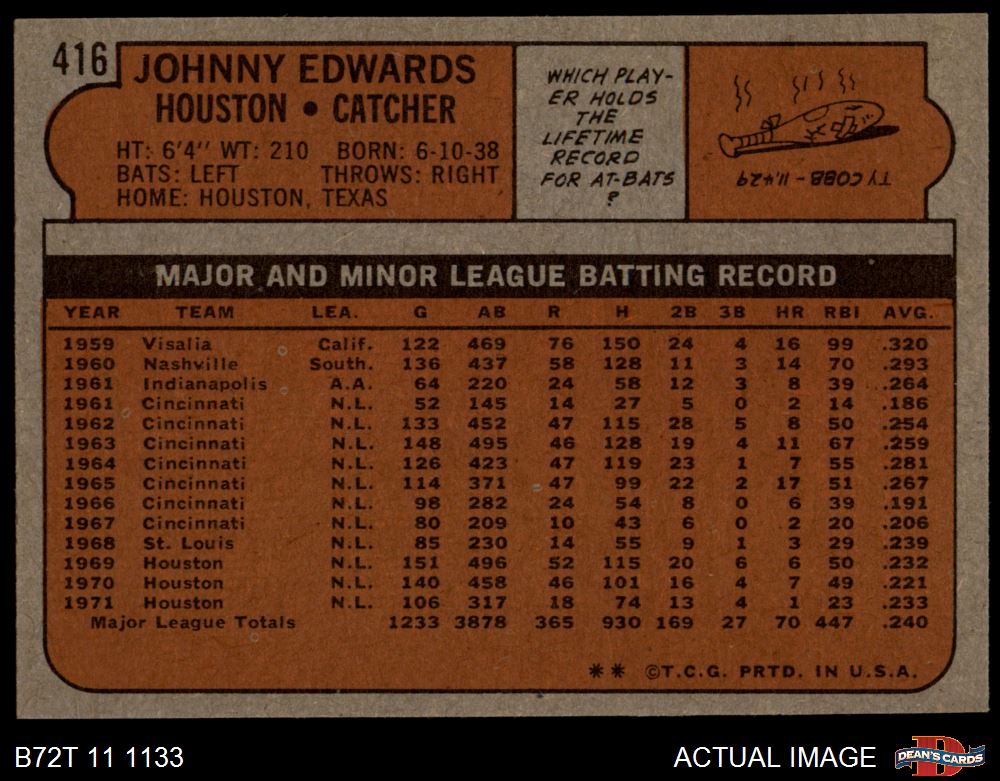 416
JOHNNY EDWARDS
HOUSTON • CATCHER
HT: 6'4" WT: 210 BORN: 6-10-38
BATS: LEFT THROWS: RIGHT
HOME: HOUSTON, TEXAS
WHICH PLAY-
ER HOLDS
THE
LIFETIME
RECORD
FOR AT-BATS
?
TY COBB - 11,429
MAJOR AND MINOR LEAGUE BATTING RECORD
YEAR TEAM LEA. G AB R H 2B 3B HR RBI AVG.
1959 Visalia Calif. 122 469 76 150 24 4 16 99 .320
1960 Nashville South. 136 437 58 128 11 3 14 70 .293
1961 Indianapolis A.A. 64 220 24 58 12 3 8 39 .264
1961 Cincinnati N.L. 52 145 14 27 5 0 2 14 .186
1962 Cincinnati N.L. 133 452 47 115 28 5 8 50 .254
1963 Cincinnati N.L. 148 495 46 128 19 4 11 67 .259
1964 Cincinnati N.L. 126 423 47 119 23 1 7 55 .281
1965 Cincinnati N.L. 114 371 47 99 22 2 17 51 .267
1966 Cincinnati N.L. 98 282 24 54 8 0 6 39 .191
1967 Cincinnati N.L. 80 209 10 43 6 0 2 20 .206
1968 St. Louis N.L. 85 230 14 55 9 1 3 29 .239
1969 Houston N.L. 151 496 52 115 20 6 6 50 .232
1970 Houston N.L. 140 458 46 101 16 4 7 49 .221
1971 Houston N.L. 106 317 18 74 13 4 1 23 .233
Major League Totals 1233 3878 365 930 169 27 70 447 .240
** ©T.C.G. PRTD. IN U.S.A.
B72T 11 1133 ACTUAL IMAGE
D
DEAN'S CARDS